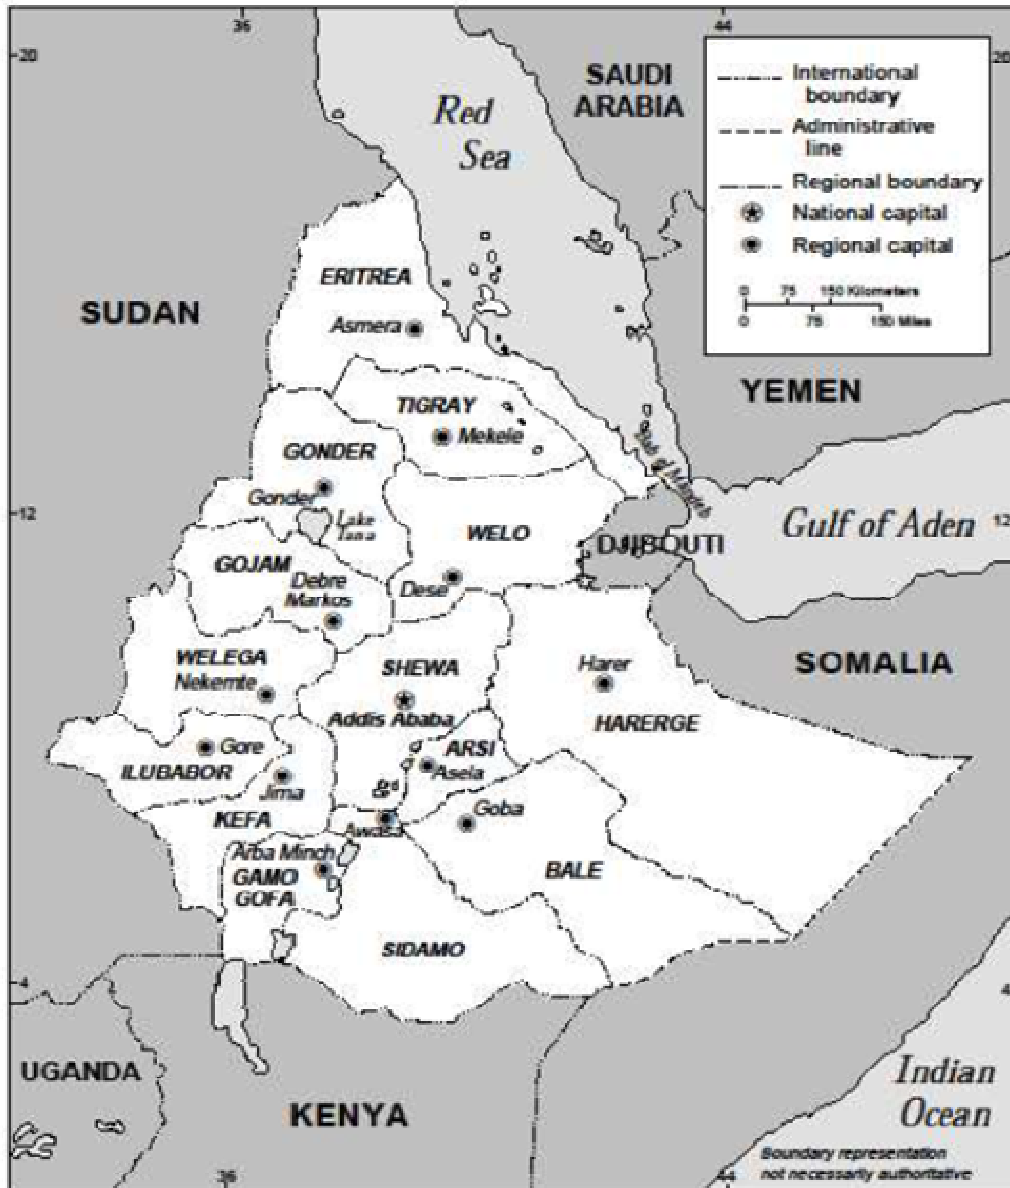 36
44
20
20
SAUDI
ARABIA
Red
Sea
International
boundary
Administrative
line
Regional boundary
National capital
Regional capital
0 75 150 Kilometers
0 75 150 Miles
SUDAN
ERITREA
Asmera
YEMEN
TIGRAY
Mekele
GONDER
Gonder
Lake
Tana
12
12
Gulf of Aden
WELO
DJIBOUTI
GOJAM
Debre
Markos
Dese
WELEGA
Nekemte
SHEWA
Addis Ababa
Harer
HARERGE
SOMALIA
Gore
ILUBABOR
ARSI
Asela
Jima
KEFA
Awasa
Goba
Arba Minch
GAMO
GOFA
BALE
SIDAMO
4
4
UGANDA
KENYA
Indian
Ocean
Boundary representation
not necessarily authoritative
36
44